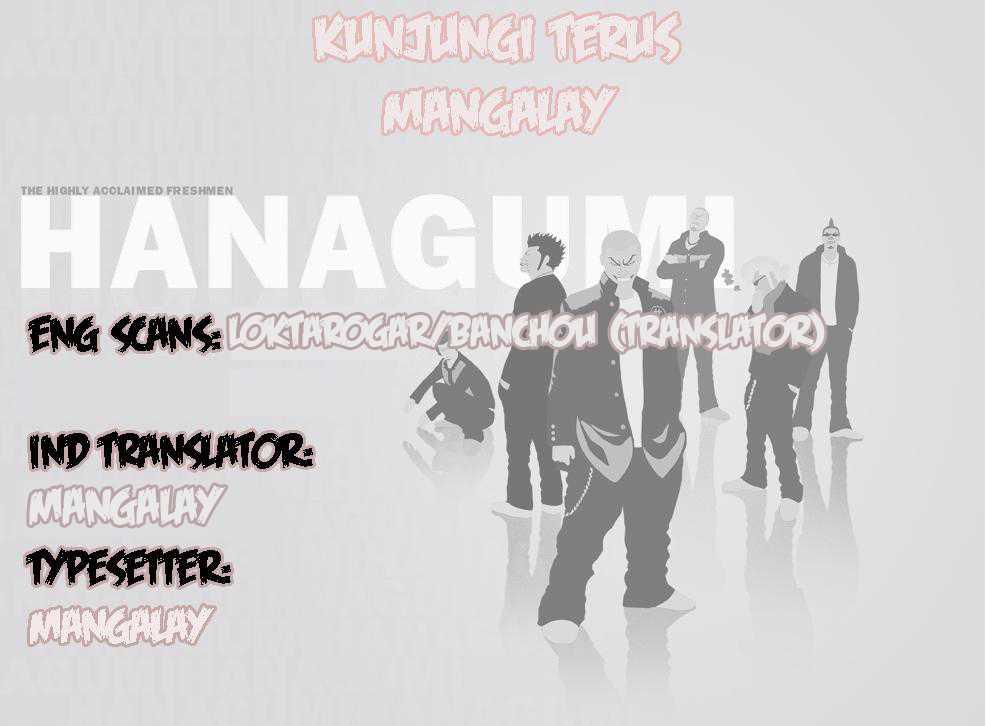 KUNJUNGI TERUS
MANGALAY
THE HIGHLY ACCLAIMED FRESHMEN
HANAGUMI
ENG SCANS: LOKTAROGAR/BANCHOU (TRANSLATOR)
IND TRANSLATOR:
MANGALAY
TYPESETTER:
MANGALAY